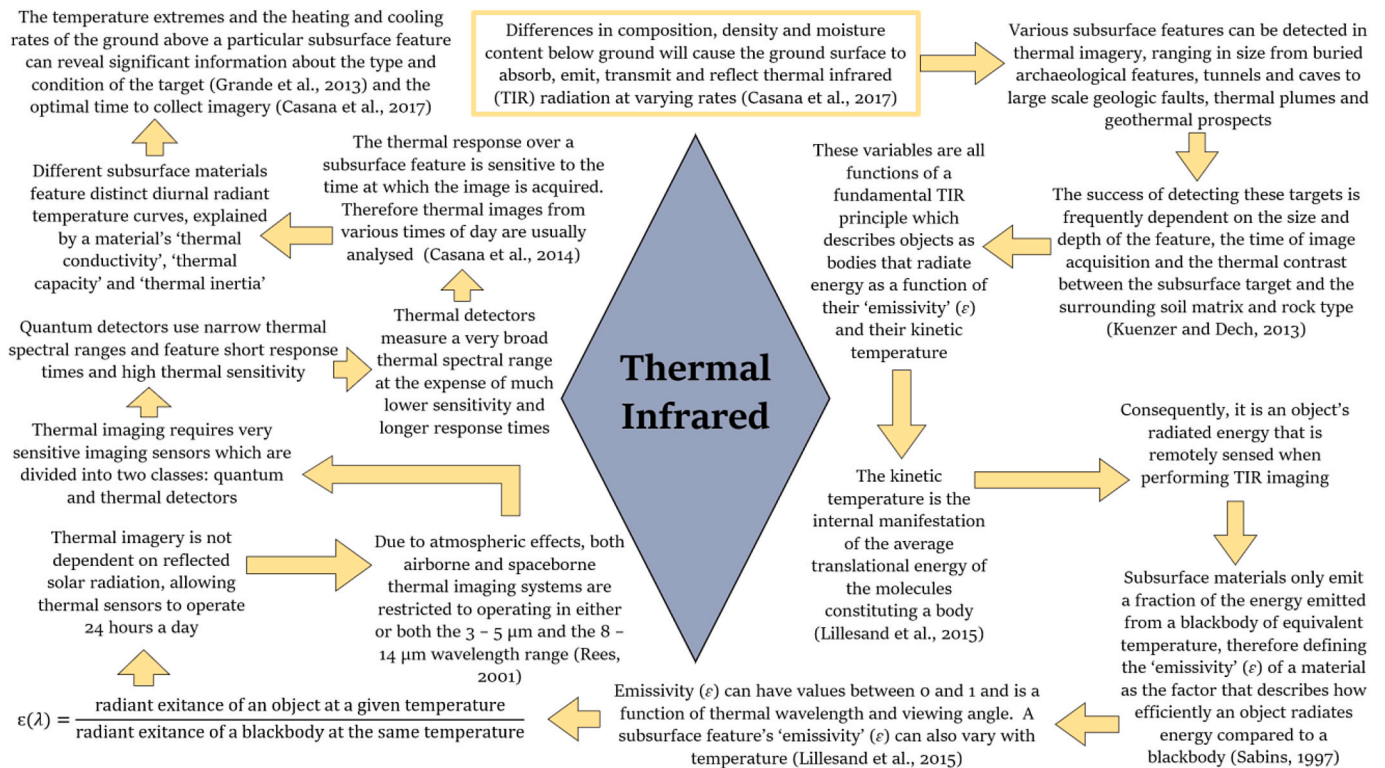 Differences in composition, density and moisture
content below ground will cause the ground surface to
absorb, emit, transmit and reflect thermal infrared
(TIR) radiation at varying rates (Casana et al., 2017)
Various subsurface features can be detected in
thermal imagery, ranging in size from buried
archaeological features, tunnels and caves to
large scale geologic faults, thermal plumes and
geothermal prospects
The success of detecting these targets is
frequently dependent on the size and
depth of the feature, the time of image
acquisition and the thermal contrast
between the subsurface target and the
surrounding soil matrix and rock type
(Kuenzer and Dech, 2013)
These variables are all
functions of a
fundamental TIR
principle which
describes objects as
bodies that radiate
energy as a function of
their ‘emissivity’ (ε)
and their kinetic
temperature
The kinetic
temperature is the
internal manifestation
of the average
translational energy of
the molecules
constituting a body
(Lillesand et al., 2015)
Consequently, it is an object’s
radiated energy that is
remotely sensed when
performing TIR imaging
Subsurface materials only emit
a fraction of the energy emitted
from a blackbody of equivalent
temperature, therefore defining
the ‘emissivity’ (ε) of a material
as the factor that describes how
efficiently an object radiates
energy compared to a
blackbody (Sabins, 1997)
Emissivity (ε) can have values between 0 and 1 and is a
function of thermal wavelength and viewing angle. A
subsurface feature’s ‘emissivity’ (ε) can also vary with
temperature (Lillesand et al., 2015)
ε(λ) = radiant exitance of an object at a given temperature
radiant exitance of a blackbody at the same temperature
Thermal imagery is not
dependent on reflected
solar radiation, allowing
thermal sensors to operate
24 hours a day
Due to atmospheric effects, both
airborne and spaceborne
thermal imaging systems are
restricted to operating in either
or both the 3 – 5 μm and the 8 –
14 μm wavelength range (Rees,
2001)
Thermal imaging requires very
sensitive imaging sensors which are
divided into two classes: quantum
and thermal detectors
Quantum detectors use narrow thermal
spectral ranges and feature short response
times and high thermal sensitivity
Thermal detectors
measure a very broad
thermal spectral range
at the expense of much
lower sensitivity and
longer response times
The thermal response over a
subsurface feature is sensitive to the
time at which the image is acquired.
Therefore thermal images from
various times of day are usually
analysed (Casana et al., 2014)
Different subsurface materials
feature distinct diurnal radiant
temperature curves, explained
by a material’s ‘thermal
conductivity’, ‘thermal
capacity’ and ‘thermal inertia’
The temperature extremes and the heating and cooling
rates of the ground above a particular subsurface feature
can reveal significant information about the type and
condition of the target (Grande et al., 2013) and the
optimal time to collect imagery (Casana et al., 2017)
Thermal
Infrared